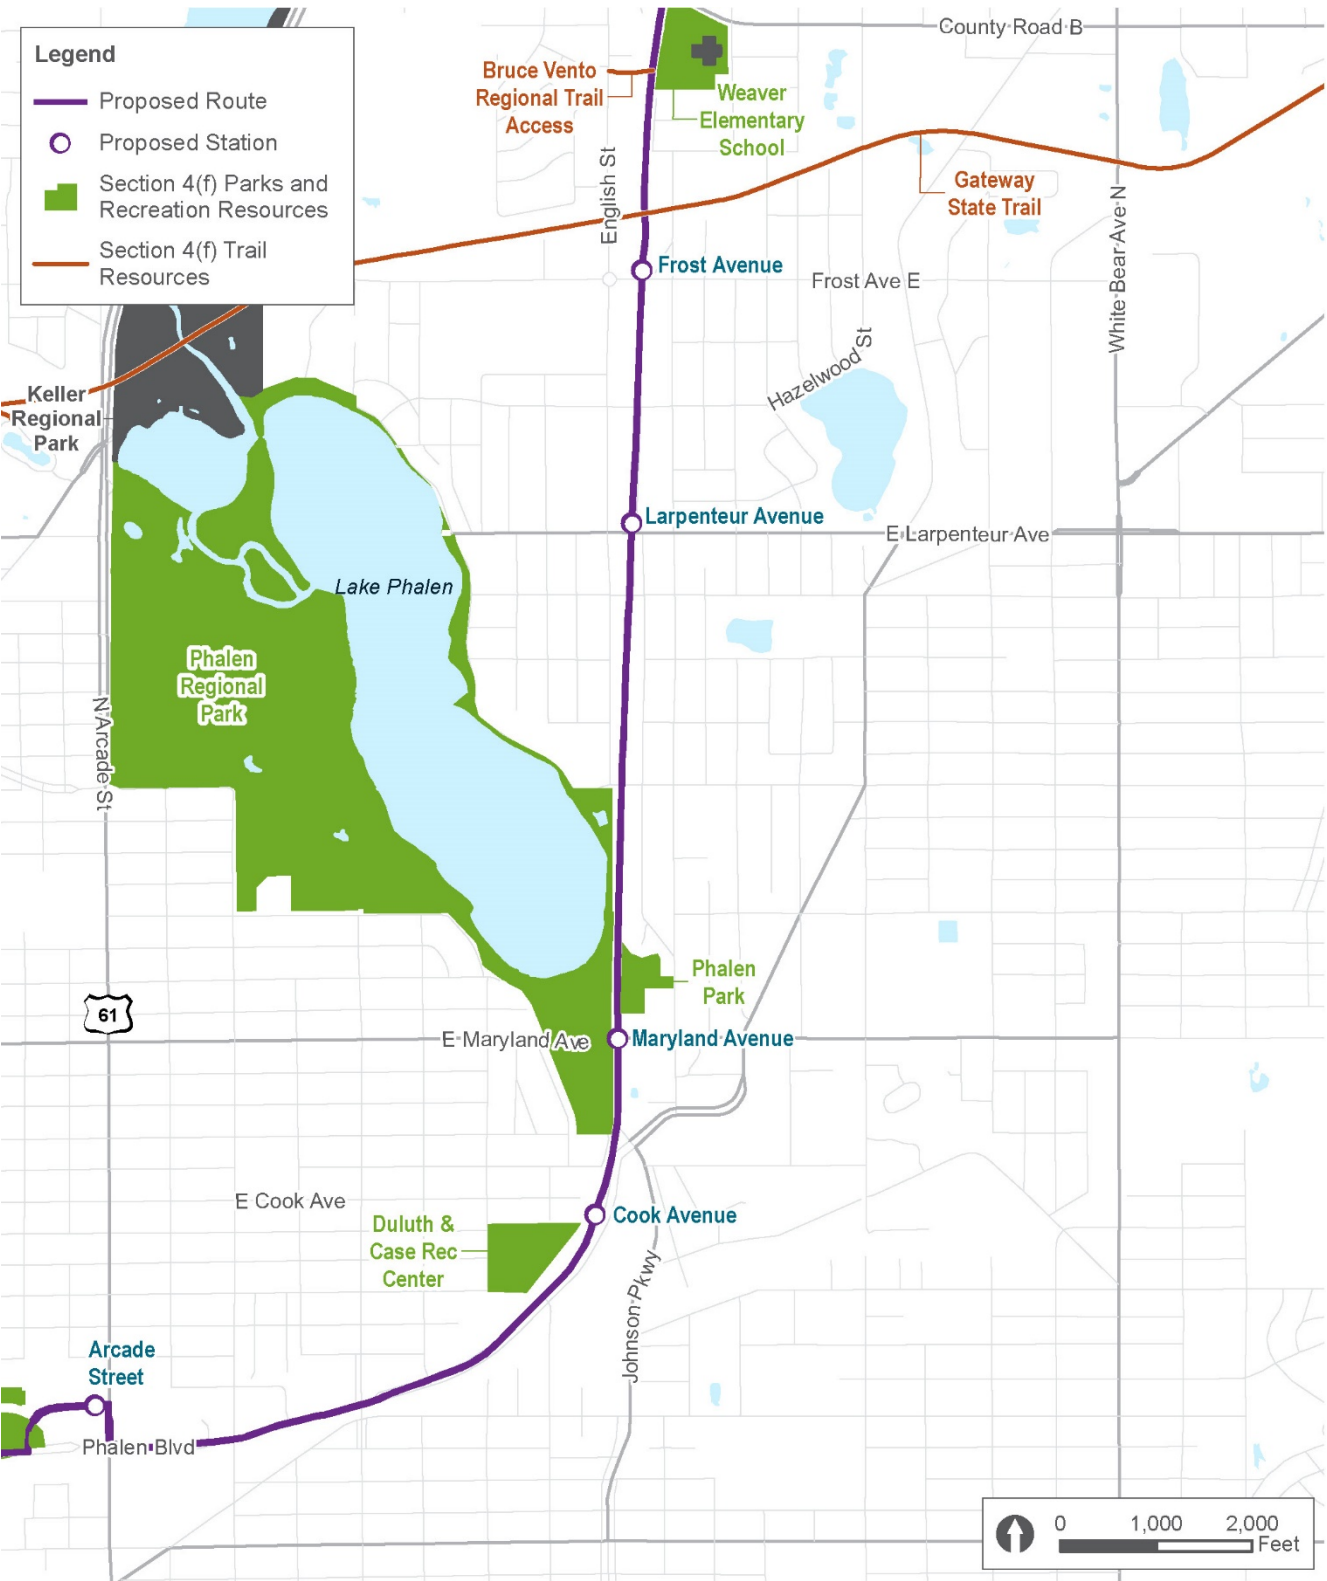 Legend
Proposed Route
Proposed Station
Section 4(f) Parks and
Recreation Resources
Section 4(f) Trail
Resources
County Road B
Bruce Vento
Regional Trail
Access
Weaver
Elementary
School
English St
Gateway
State Trail
White Bear Ave N
Frost Avenue
Frost Ave E
Hazelwood St
Keller
Regional
Park
Larpenteur Avenue
E Larpenteur Ave
Lake Phalen
Phalen
Regional
Park
N Arcade St
Phalen
Park
61
E Maryland Ave
Maryland Avenue
E Cook Ave
Cook Avenue
Duluth &
Case Rec
Center
Johnson Pkwy
Arcade
Street
Phalen Blvd
0 1,000 2,000
Feet